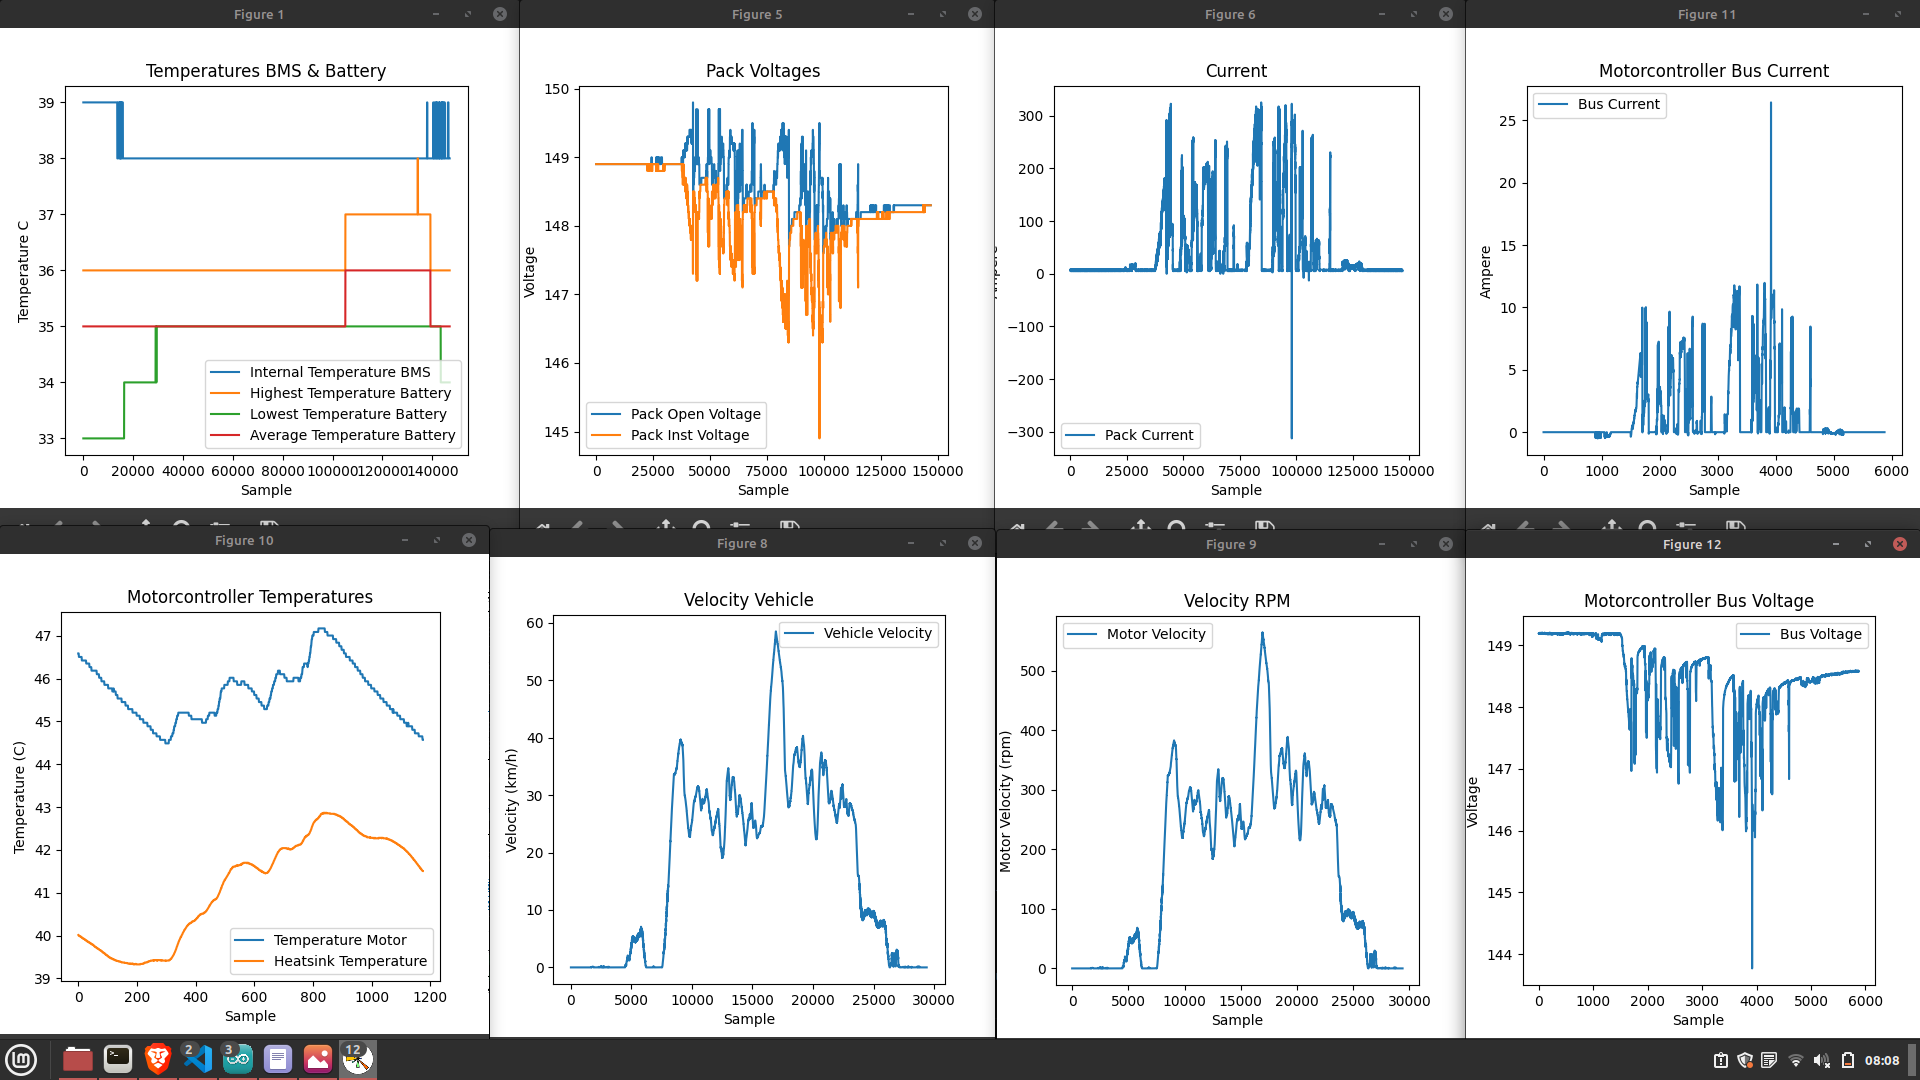 Figure 1
Temperatures BMS & Battery
39
38
37
36
35
34
33
Temperature C
Internal Temperature BMS
Highest Temperature Battery
Lowest Temperature Battery
Average Temperature Battery
0 20000 40000 60000 80000 100000 120000 140000
Sample
Figure 5
Pack Voltages
150
149
148
147
146
145
Voltage
Pack Open Voltage
Pack Inst Voltage
0 25000 50000 75000 100000 125000 150000
Sample
Figure 6
Current
300
200
100
0
−100
−200
−300
Pack Current
0 25000 50000 75000 100000 125000 150000
Sample
Figure 11
Motorcontroller Bus Current
Bus Current
25
20
15
10
5
0
Ampere
0 1000 2000 3000 4000 5000 6000
Sample
Figure 10
Motorcontroller Temperatures
47
46
45
44
43
42
41
40
39
Temperature (C)
Temperature Motor
Heatsink Temperature
0 200 400 600 800 1000 1200
Sample
Figure 8
Velocity Vehicle
Vehicle Velocity
60
50
40
30
20
10
0
Velocity (km/h)
0 5000 10000 15000 20000 25000 30000
Sample
Figure 9
Velocity RPM
Motor Velocity
500
400
300
200
100
0
Motor Velocity (rpm)
0 5000 10000 15000 20000 25000 30000
Sample
Figure 12
Motorcontroller Bus Voltage
Bus Voltage
149
148
147
146
145
144
Voltage
0 1000 2000 3000 4000 5000 6000
Sample
2 3 12
08:08